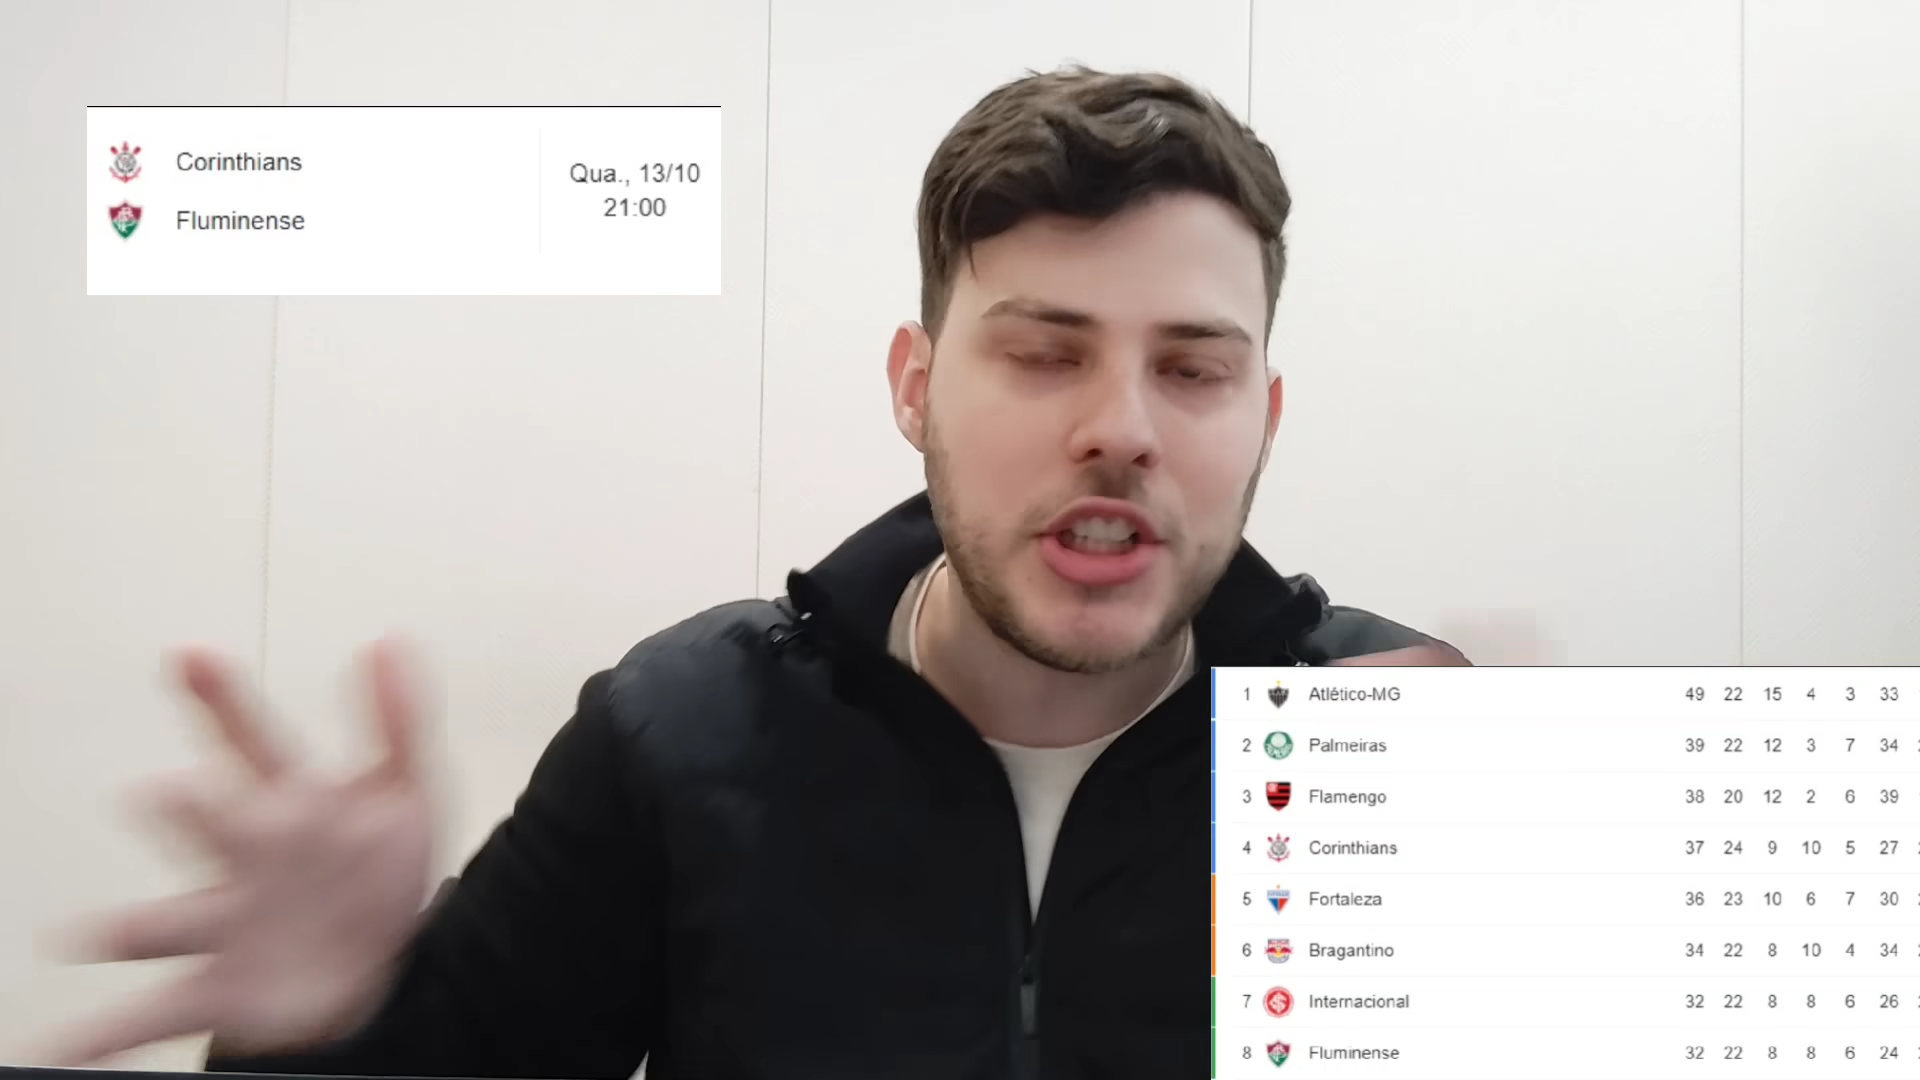 Corinthians
Fluminense
Qua., 13/10
21:00
1 Atlético-MG 49 22 15 4 3 33
2 Palmeiras 39 22 12 3 7 34
3 Flamengo 38 20 12 2 6 39
4 Corinthians 37 24 9 10 5 27
5 Fortaleza 36 23 10 6 7 30
6 Bragantino 34 22 8 10 4 34
7 Internacional 32 22 8 8 6 26
8 Fluminense 32 22 8 8 6 24